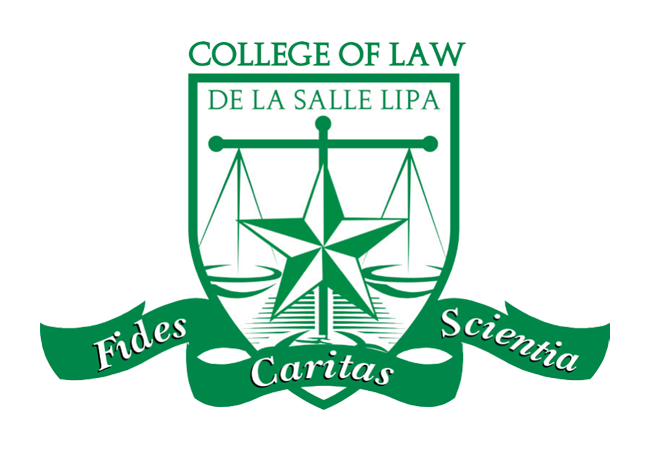 COLLEGE OF LAW
DE LA SALLE LIPA
Fides
Caritas
Scientia